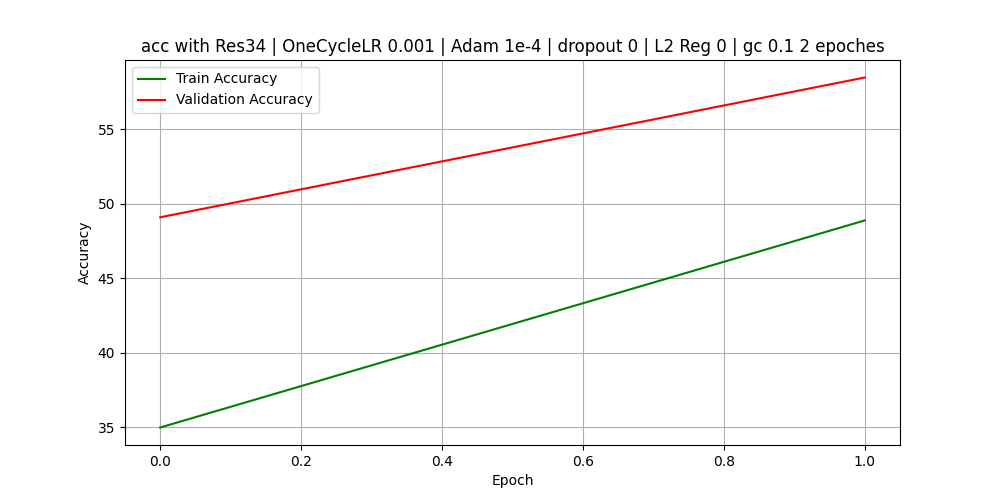 acc with Res34 | OneCycleLR 0.001 | Adam 1e-4 | dropout 0 | L2 Reg 0 | gc 0.1 2 epoches
Train Accuracy
Validation Accuracy
55
50
45
40
35
Accuracy
0.0 0.2 0.4 0.6 0.8 1.0
Epoch